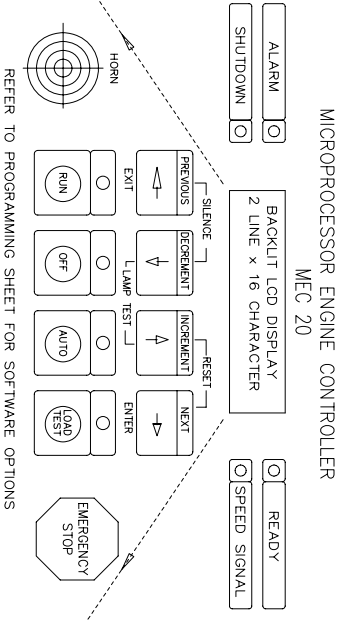 MICROPROCESSOR ENGINE CONTROLLER
MEC 20
ALARM
SHUTDOWN
BACKLIT LCD DISPLAY
2 LINE x 16 CHARACTER
READY
SPEED SIGNAL
SILENCE
RESET
PREVIOUS
DECREMENT
INCREMENT
NEXT
EXIT
LAMP TEST
ENTER
HORN
RUN
OFF
AUTO
LOAD
TEST
EMERGENCY
STOP
REFER TO PROGRAMMING SHEET FOR SOFTWARE OPTIONS